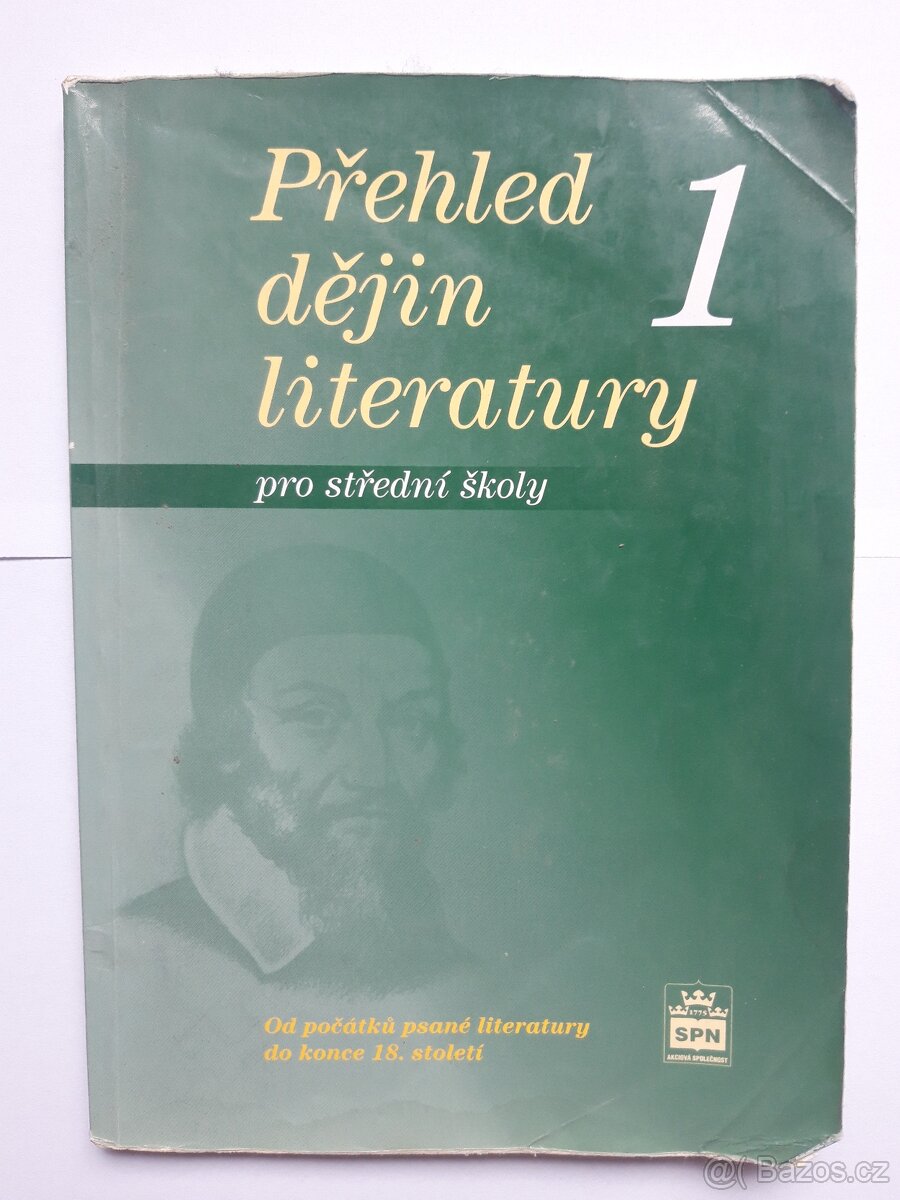 Přehled
dějin
literatury
1
pro střední školy
Od počátků psané literatury
do konce 18. století
1775
SPN
AKCIOVÁ SPOLEČNOST
@( Bazos.cz